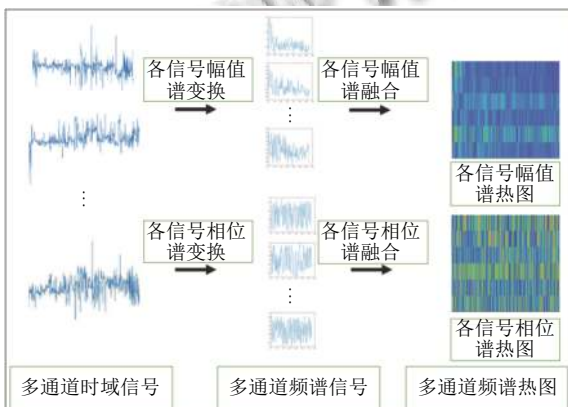 各信号幅值
谱变换
各信号幅值
谱融合
⋮
⋮
各信号幅值
谱热图
各信号相位
谱变换
各信号相位
谱融合
⋮
各信号相位
谱热图
多通道时域信号
多通道频谱信号
多通道频谱热图